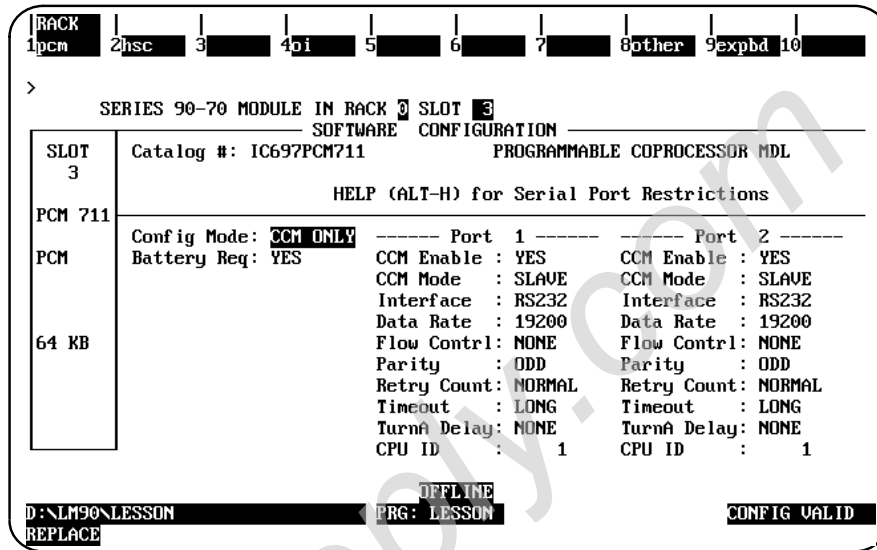 RACK
1pcm 2hsc 3 4oi 5 6 7 8other 9expbd 10
>
SERIES 90-70 MODULE IN RACK 0 SLOT 3
SOFTWARE CONFIGURATION
SLOT Catalog #: IC697PCM711 PROGRAMMABLE COPROCESSOR MDL
3
HELP (ALT-H) for Serial Port Restrictions
PCM 711
Config Mode: CCM ONLY ------ Port 1 ------ ------ Port 2 ------
PCM Battery Req: YES CCM Enable : YES CCM Enable : YES
CCM Mode : SLAVE CCM Mode : SLAVE
Interface : RS232 Interface : RS232
Data Rate : 19200 Data Rate : 19200
64 KB Flow Contrl: NONE Flow Contrl: NONE
Parity : ODD Parity : ODD
Retry Count: NORMAL Retry Count: NORMAL
Timeout : LONG Timeout : LONG
TurnA Delay: NONE TurnA Delay: NONE
CPU ID : 1 CPU ID : 1
OFFLINE
D:\LM90\LESSON PRG: LESSON CONFIG VALID
REPLACE
ply.com